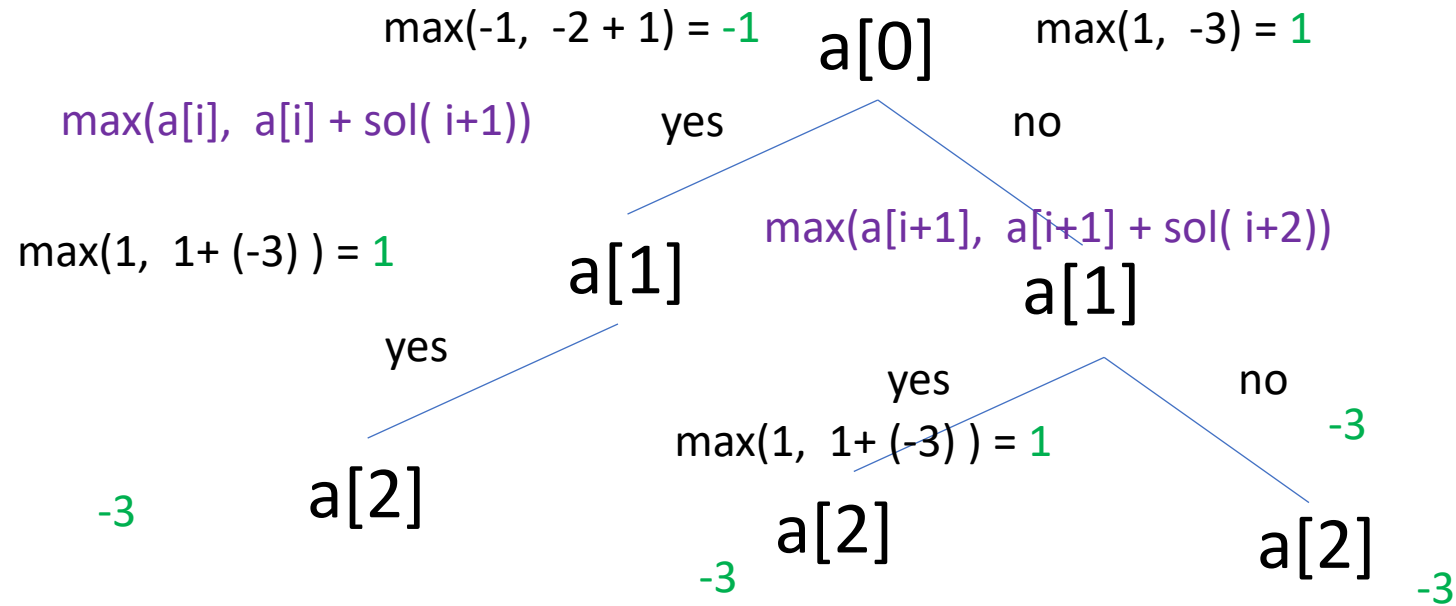 max(-1, -2 + 1) = -1
a[0]
max(1, -3) = 1
max(a[i], a[i] + sol( i+1))
yes
no
max(a[i+1], a[i+1] + sol( i+2))
max(1, 1+ (-3) ) = 1
a[1]
a[1]
yes
yes
no
-3
max(1, 1+ (-3) ) = 1
a[2]
-3
a[2]
a[2]
-3
-3